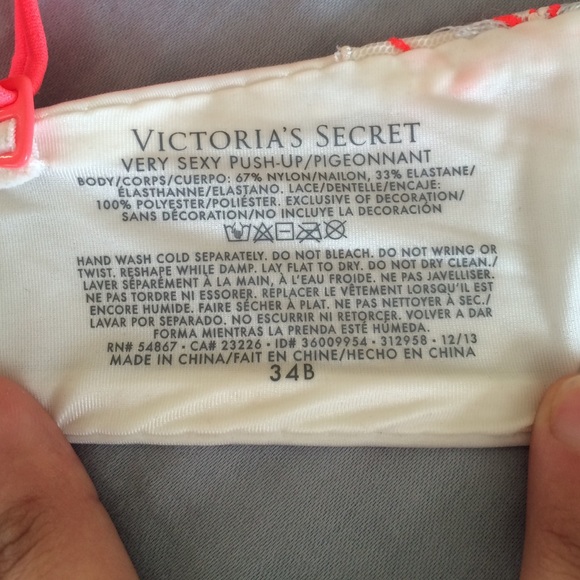 VICTORIA'S SECRET
VERY SEXY PUSH-UP/PIGEONNANT
BODY/CORPS/CUERPO: 67% NYLON/NAILON, 33% ELASTANE/
ÉLASTHANNE/ELASTANO. LACE/DENTELLE/ENCAJE:
100% POLYESTER/POLIÉSTER. EXCLUSIVE OF DECORATION/
SANS DÉCORATION/NO INCLUYE LA DECORACIÓN
HAND WASH COLD SEPARATELY. DO NOT BLEACH. DO NOT WRING OR
TWIST. RESHAPE WHILE DAMP. LAY FLAT TO DRY. DO NOT DRY CLEAN./
LAVER SÉPARÉMENT À LA MAIN, À L'EAU FROIDE. NE PAS JAVELLISER.
NE PAS TORDRE NI ESSORER. REPLACER LE VÊTEMENT LORSQU'IL EST
ENCORE HUMIDE. FAIRE SÉCHER À PLAT. NE PAS NETTOYER À SEC./
LAVAR POR SEPARADO. NO ESCURRIR NI RETORCER. VOLVER A DAR
FORMA MIENTRAS LA PRENDA ESTÉ HÚMEDA.
RN# 54867 • CA# 23226 • ID# 36009954 • 312958 • 12/13
MADE IN CHINA/FAIT EN CHINE/HECHO EN CHINA
34B